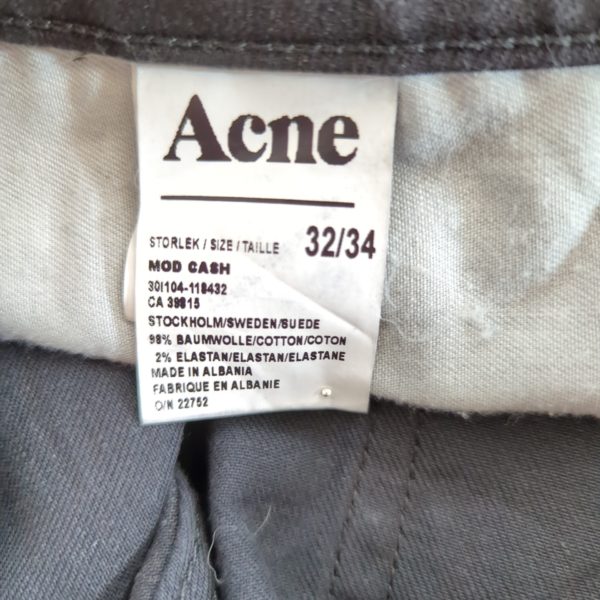 Acne
STORLEK / SIZE / TAILLE 32/34
MOD CASH
30I104-118432
CA 39815
STOCKHOLM/SWEDEN/SUEDE
98% BAUMWOLLE/COTTON/COTON
2% ELASTAN/ELASTAN/ELASTANE
MADE IN ALBANIA
FABRIQUE EN ALBANIE
O/N 22752